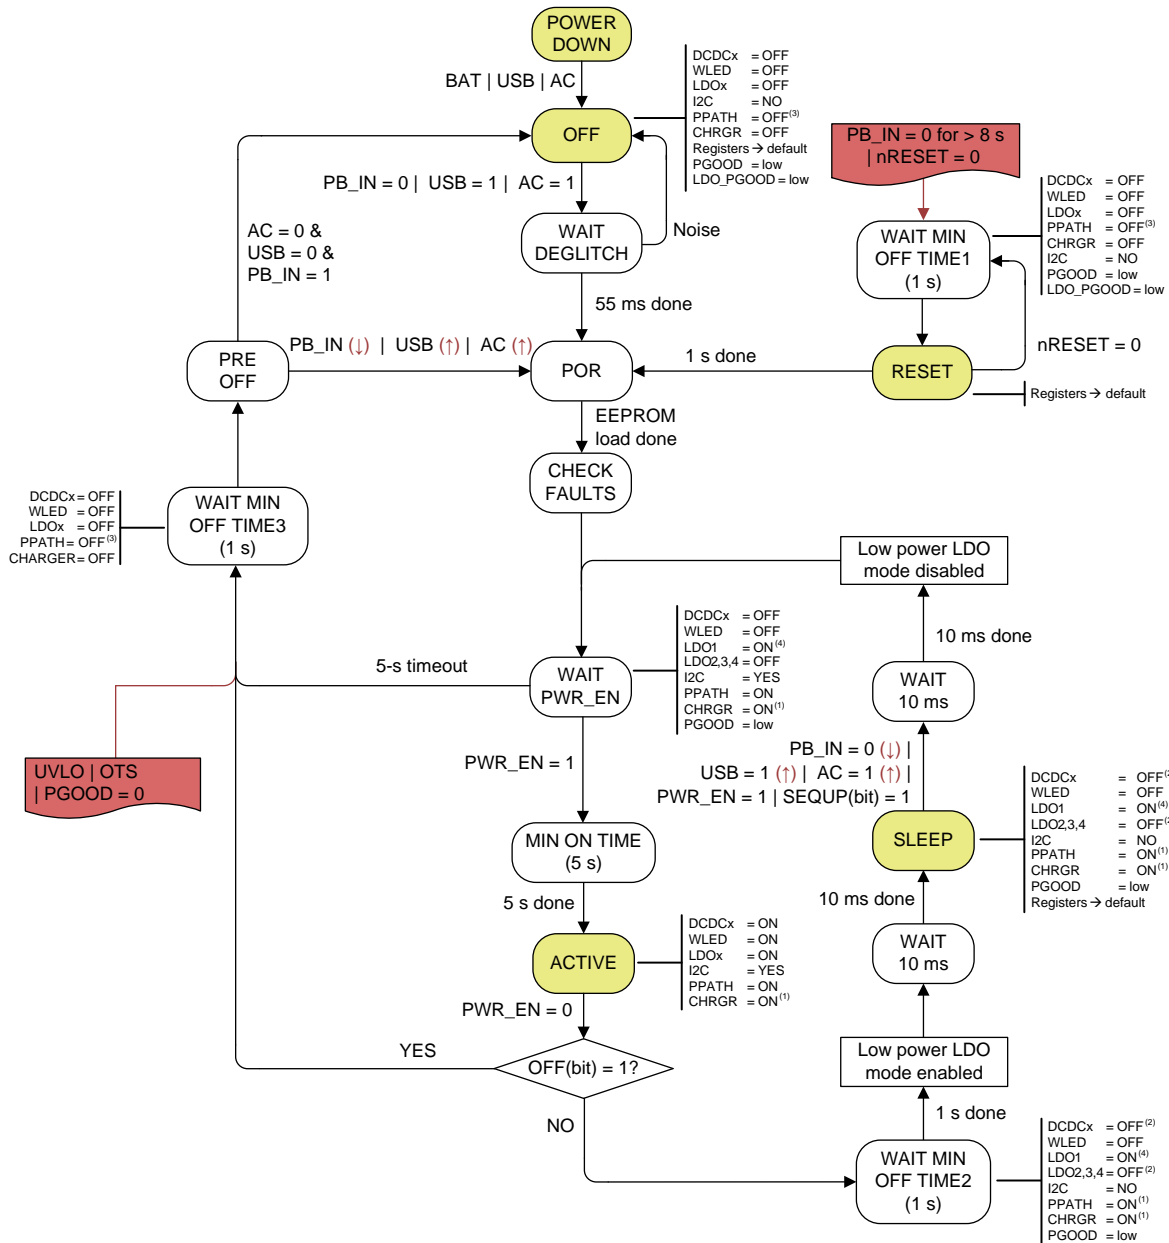 POWER
DOWN
BAT | USB | AC
DCDCx = OFF
WLED = OFF
LDOx = OFF
I2C = NO
PPATH = OFF(3)
CHRGR = OFF
Registers → default
PGOOD = low
LDO_PGOOD = low
OFF
PB_IN = 0 | USB = 1 | AC = 1
WAIT
DEGLITCH
Noise
55 ms done
PB_IN = 0 for > 8 s
| nRESET = 0
DCDCx = OFF
WLED = OFF
LDOx = OFF
PPATH = OFF(3)
CHRGR = OFF
I2C = NO
PGOOD = low
LDO_PGOOD = low
WAIT MIN
OFF TIME1
(1 s)
nRESET = 0
RESET
Registers → default
1 s done
AC = 0 &
USB = 0 &
PB_IN = 1
PRE
OFF
PB_IN (↓) | USB (↑) | AC (↑)
POR
EEPROM
load done
CHECK
FAULTS
DCDCx = OFF
WLED = OFF
LDOx = OFF
PPATH = OFF(3)
CHARGER = OFF
WAIT MIN
OFF TIME3
(1 s)
Low power LDO
mode disabled
10 ms done
WAIT
10 ms
5-s timeout
WAIT
PWR_EN
DCDCx = OFF
WLED = OFF
LDO1 = ON(4)
LDO2,3,4 = OFF
I2C = YES
PPATH = ON
CHRGR = ON(1)
PGOOD = low
UVLO | OTS
| PGOOD = 0
PWR_EN = 1
PB_IN = 0 (↓) |
USB = 1 (↑) | AC = 1 (↑) |
PWR_EN = 1 | SEQUP(bit) = 1
SLEEP
DCDCx = OFF(2
WLED = OFF
LDO1 = ON(4)
LDO2,3,4 = OFF(2
I2C = NO
PPATH = ON(1)
CHRGR = ON(1)
PGOOD = low
Registers → default
MIN ON TIME
(5 s)
5 s done
10 ms done
WAIT
10 ms
ACTIVE
DCDCx = ON
WLED = ON
LDOx = ON
I2C = YES
PPATH = ON
CHRGR = ON(1)
PWR_EN = 0
YES
OFF(bit) = 1?
NO
Low power LDO
mode enabled
1 s done
WAIT MIN
OFF TIME2
(1 s)
DCDCx = OFF(2)
WLED = OFF
LDO1 = ON(4)
LDO2,3,4 = OFF(2)
I2C = NO
PPATH = ON(1)
CHRGR = ON(1)
PGOOD = low